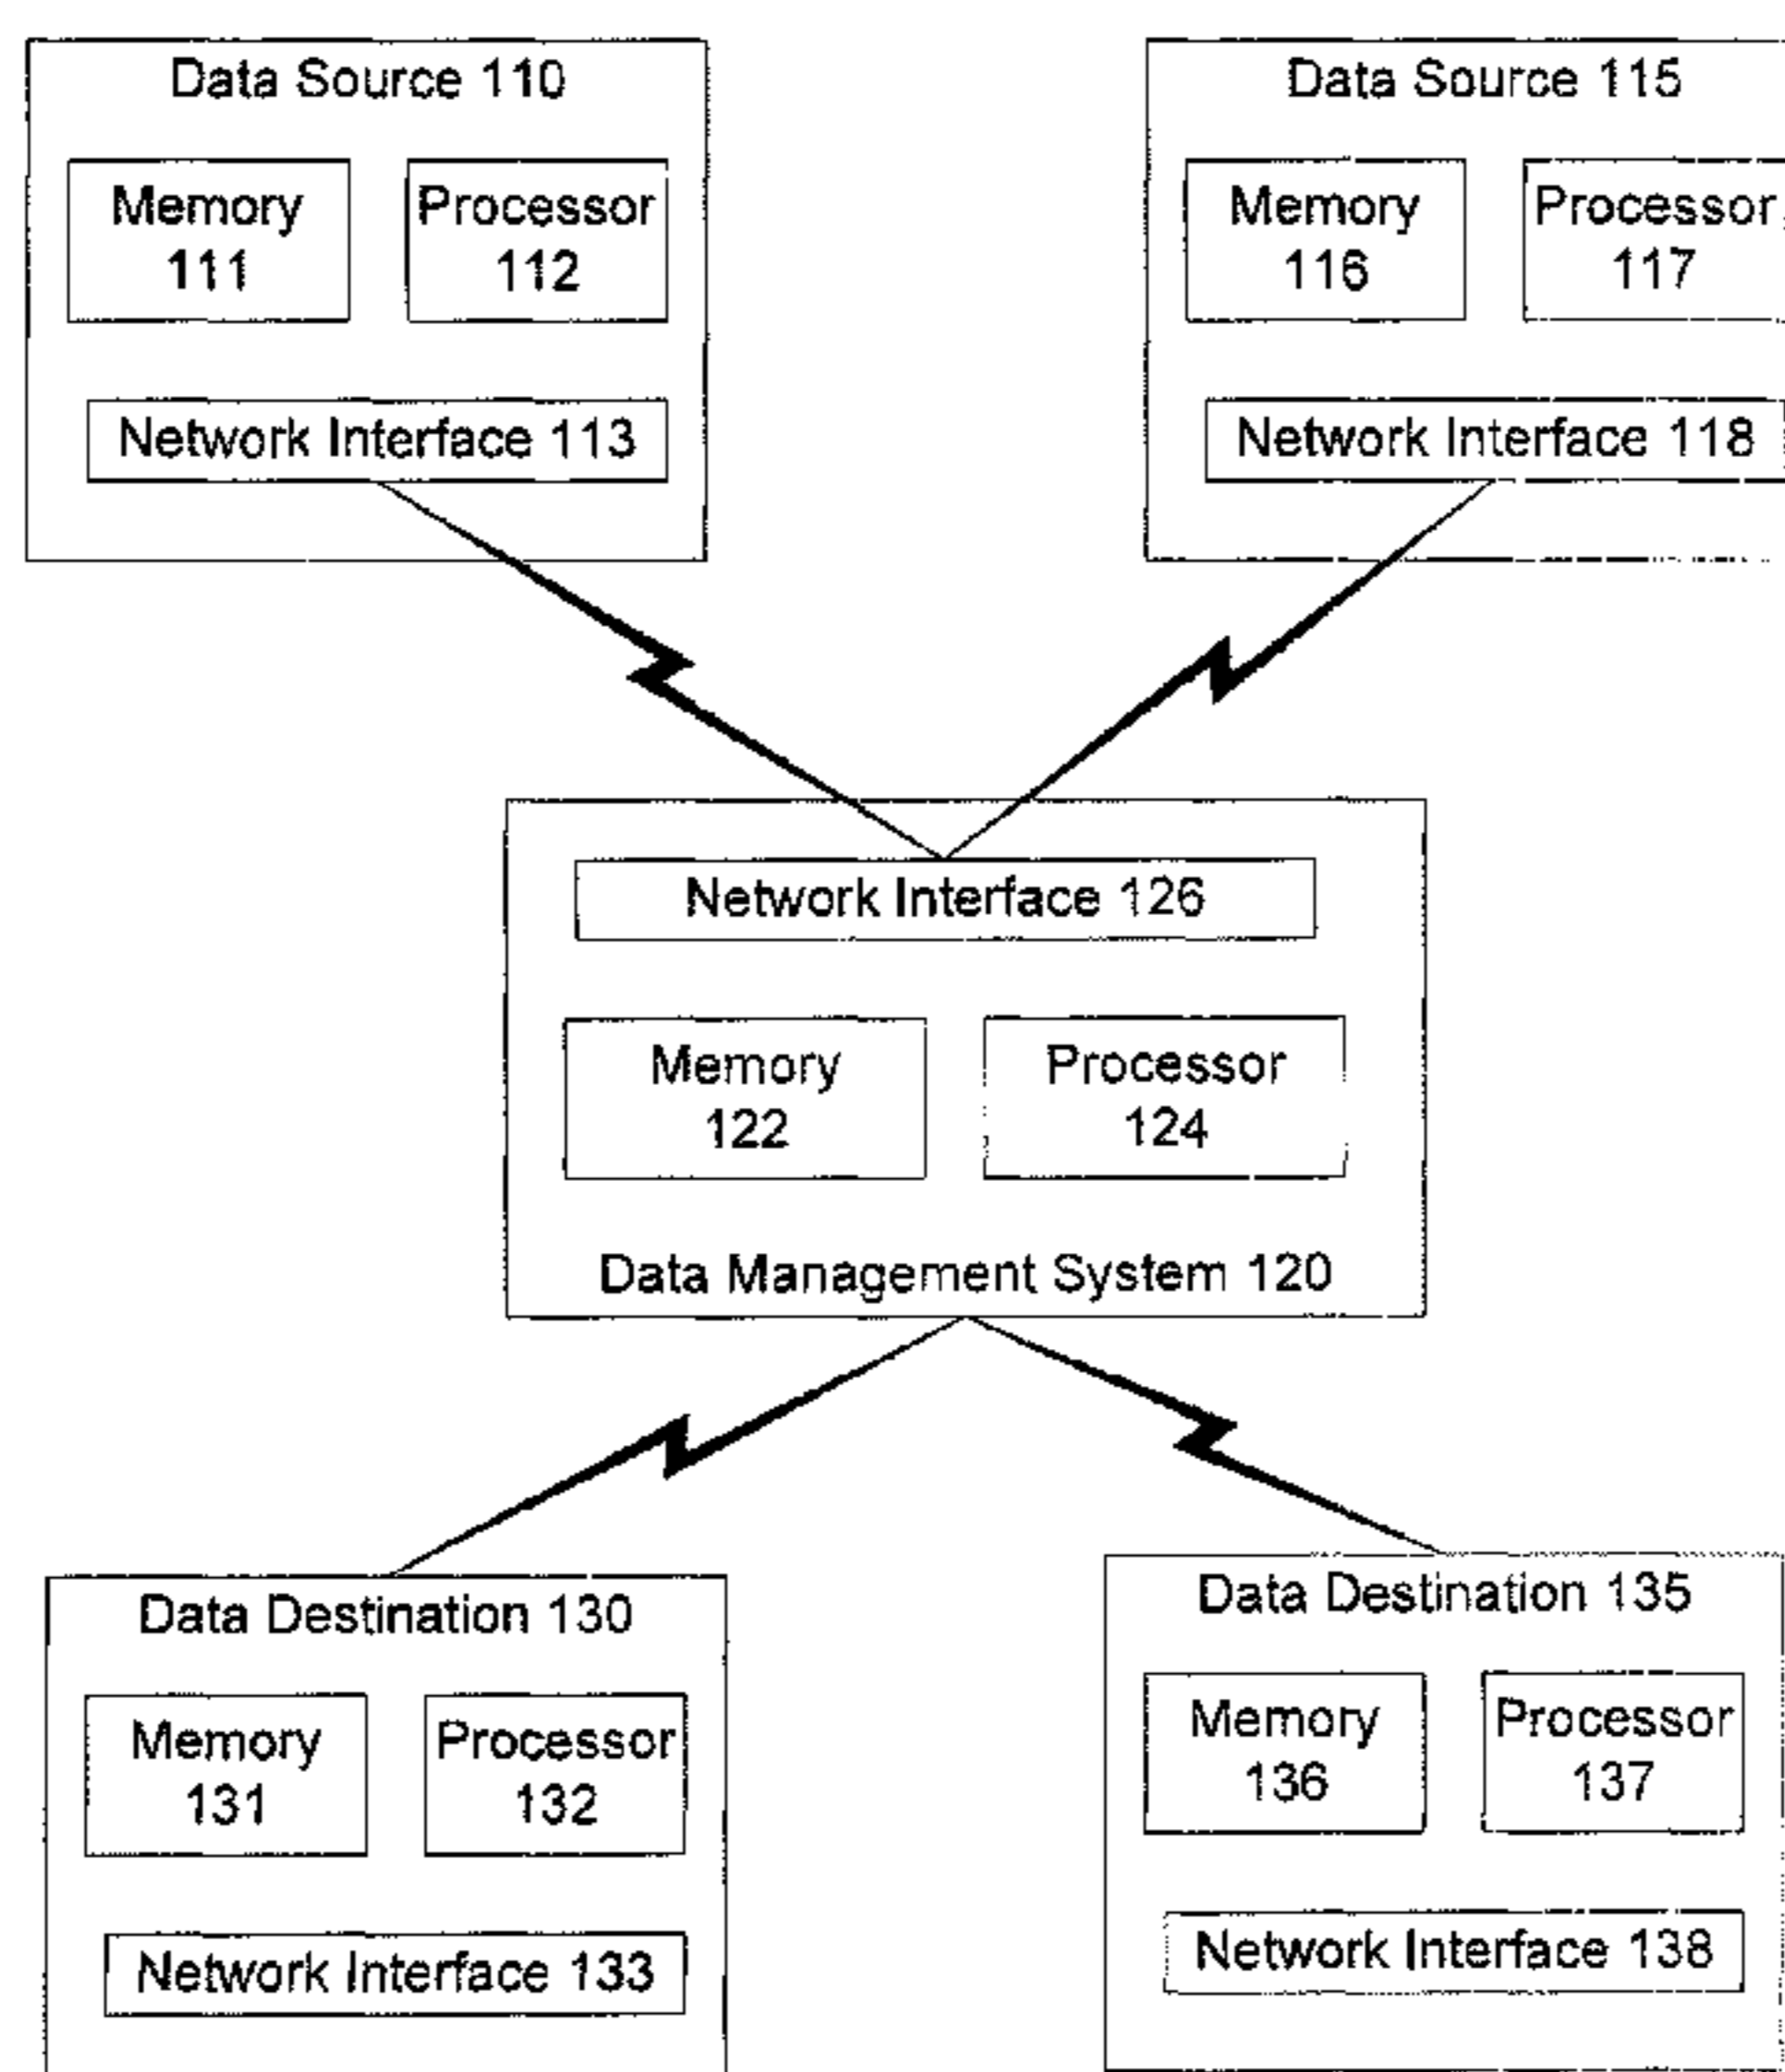 Data Source 110
Memory
111
Processor
112
Network Interface 113
Data Source 115
Memory
116
Processor
117
Network Interface 118
Network Interface 126
Memory
122
Processor
124
Data Management System 120
Data Destination 130
Memory
131
Processor
132
Network Interface 133
Data Destination 135
Memory
136
Processor
137
Network Interface 138